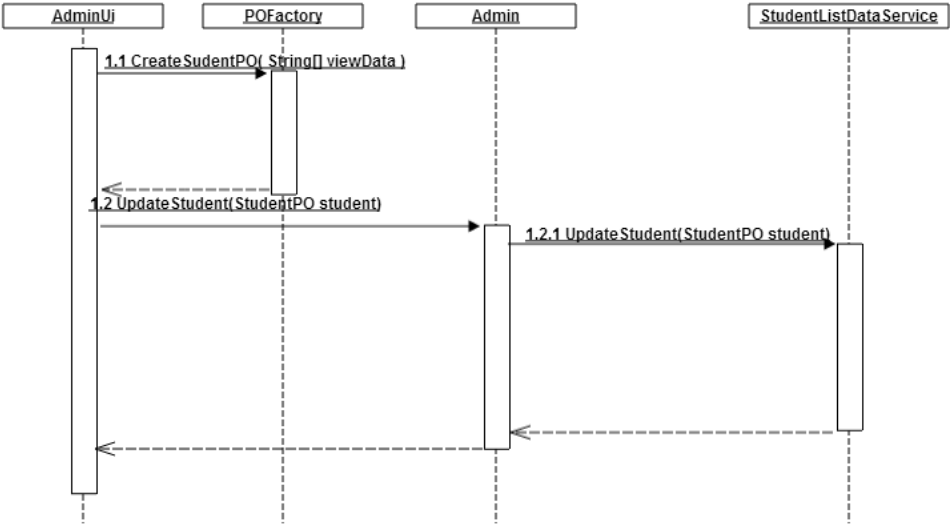 AdminUi
POFactory
Admin
StudentListDataService
1.1 CreateSudentPO( String[] viewData )
1.2 UpdateStudent(StudentPO student)
1.2.1 UpdateStudent(StudentPO student)